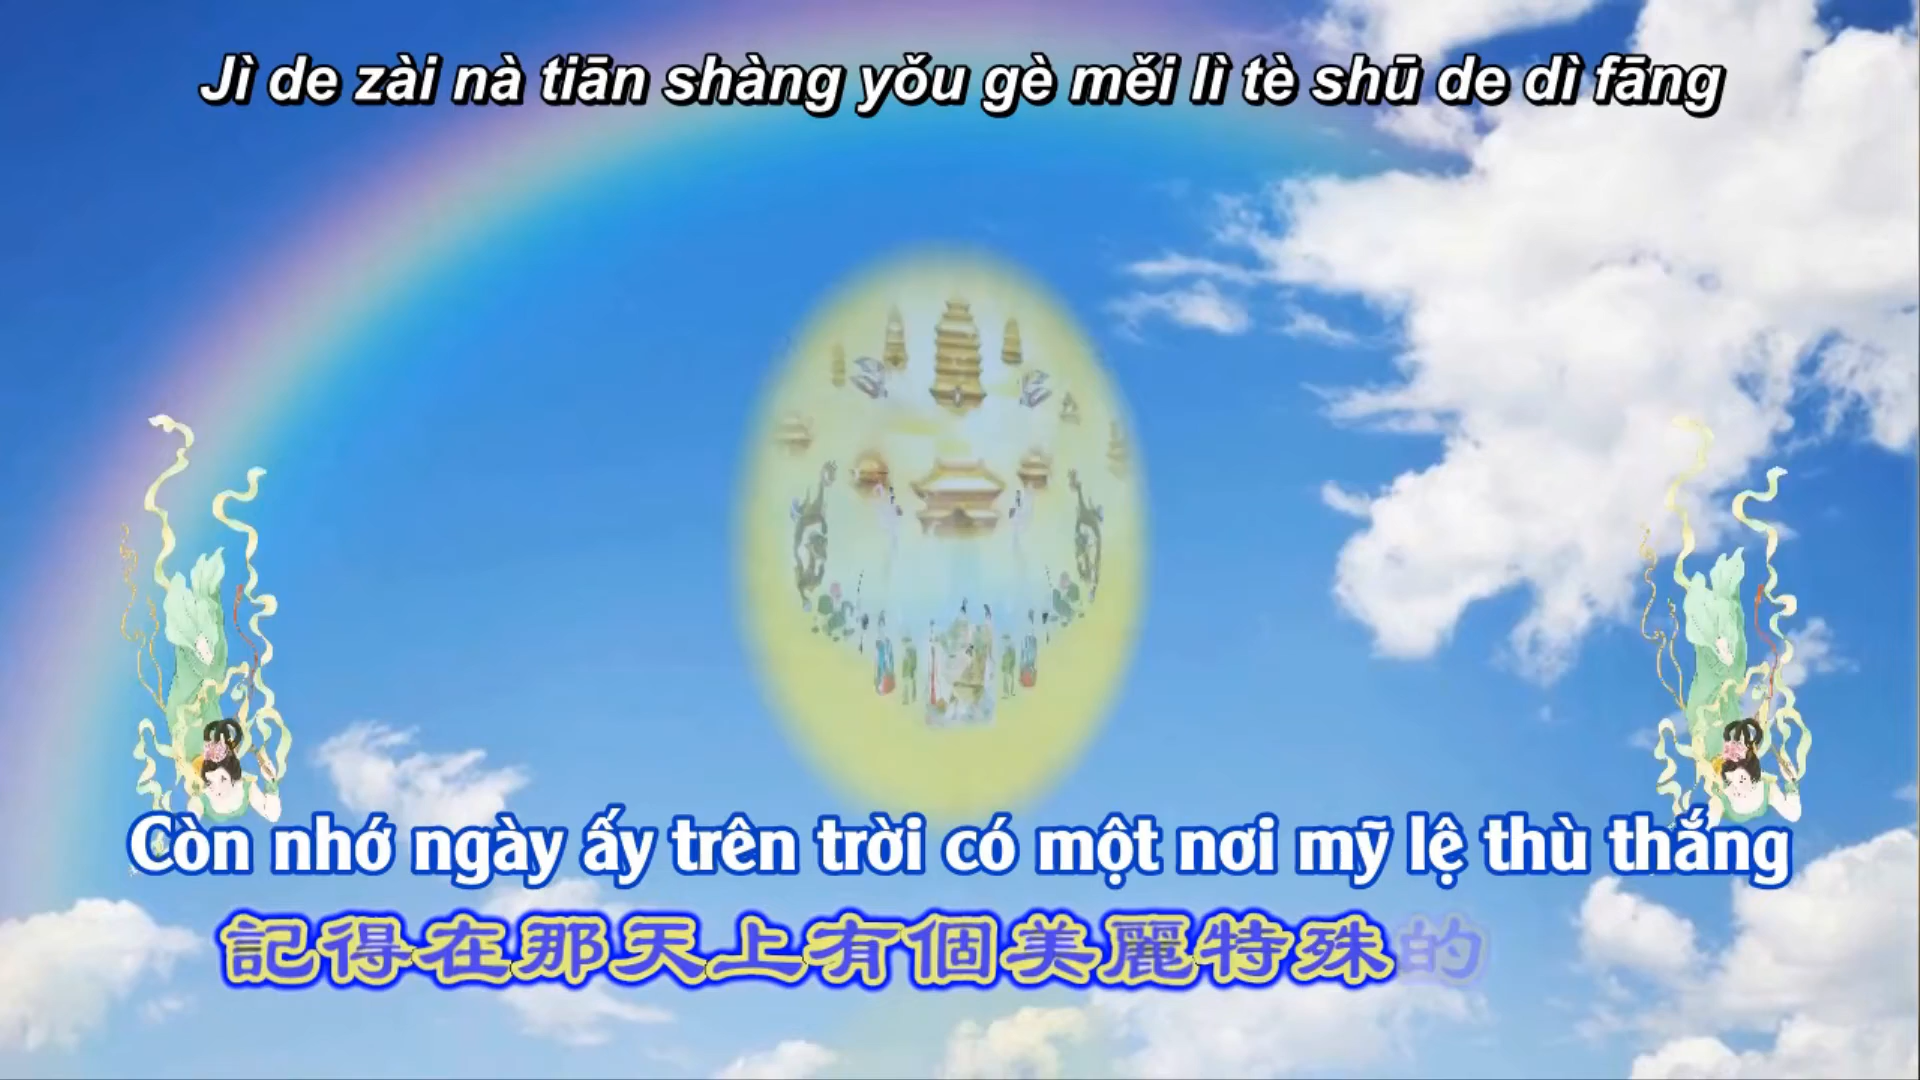 Jì de zài nà tiān shàng yǒu gè měi lì tè shū de dì fāng
Còn nhớ ngày ấy trên trời có một nơi mỹ lệ thù thắng
記得在那天上有個美麗特殊的